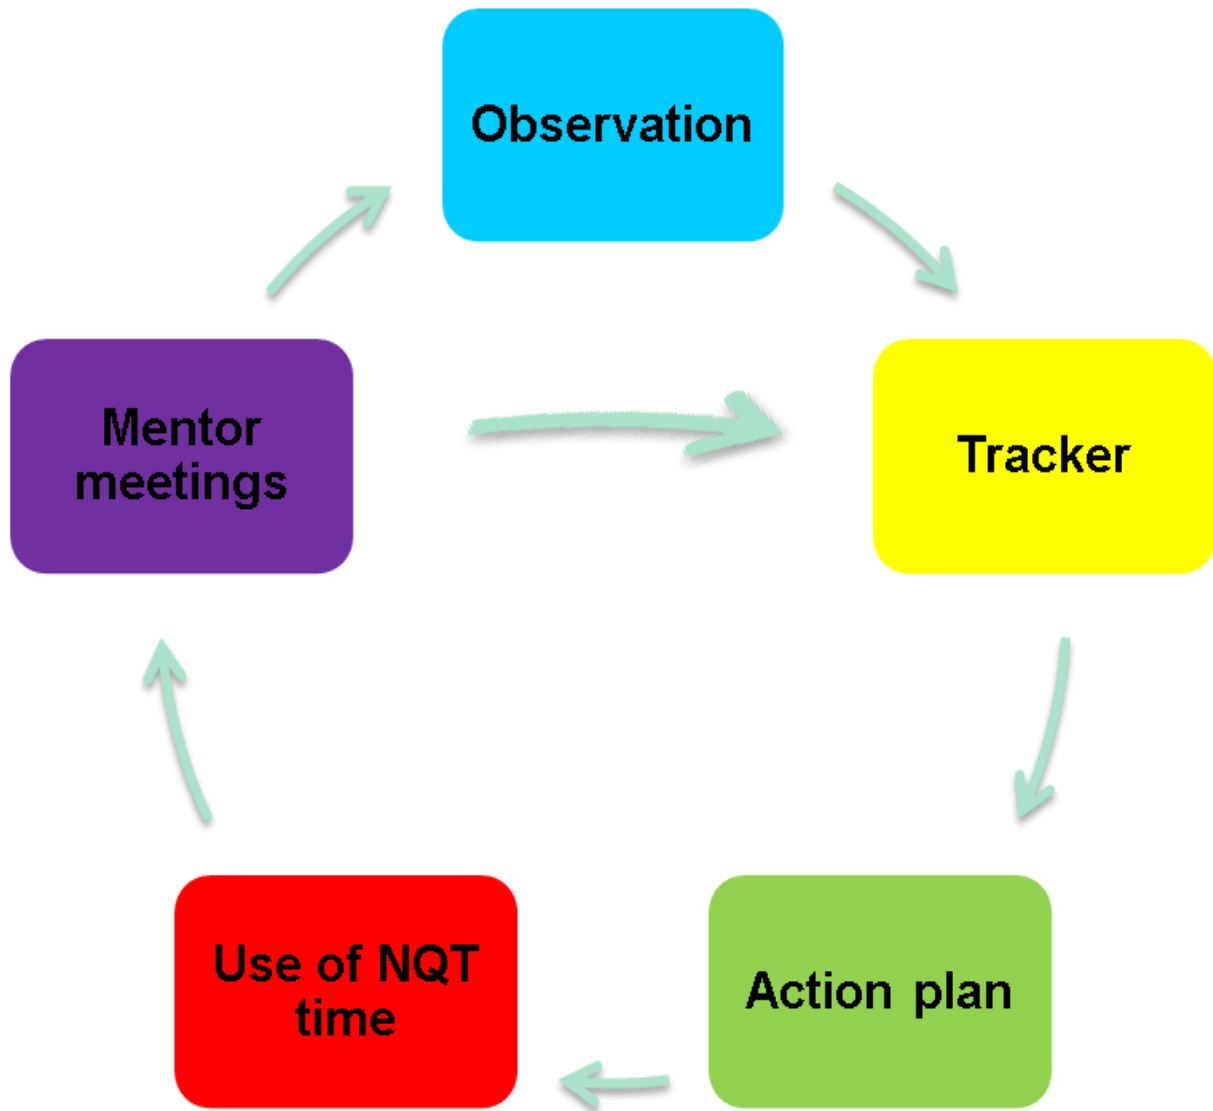 Observation
Mentor
meetings
Tracker
Use of NQT
time
Action plan